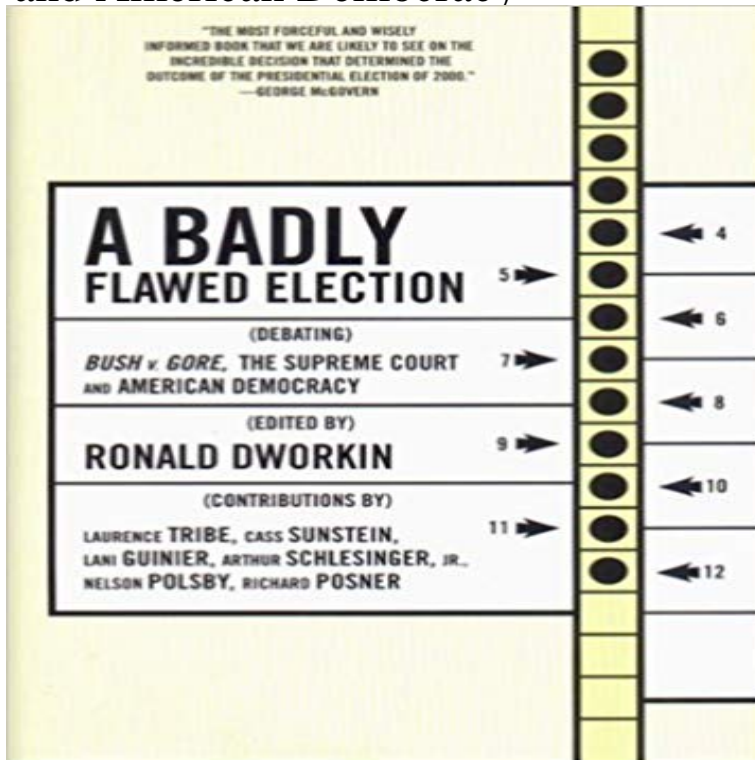 and American Democracy
"THE MOST FORCEFUL AND WISELY
INFORMED BOOK THAT WE ARE LIKELY TO SEE ON THE
INCREDIBLE DECISION THAT DETERMINED THE
OUTCOME OF THE PRESIDENTIAL ELECTION OF 2000."
—GEORGE McGOVERN
A BADLY
FLAWED ELECTION
(DEBATING)
BUSH v. GORE, THE SUPREME COURT
AND AMERICAN DEMOCRACY
(EDITED BY)
RONALD DWORKIN
(CONTRIBUTIONS BY)
LAURENCE TRIBE, CASS SUNSTEIN,
LANI GUINIER, ARTHUR SCHLESINGER, JR.,
NELSON POLSBY, RICHARD POSNER
5
7
9
11
4
6
8
10
12